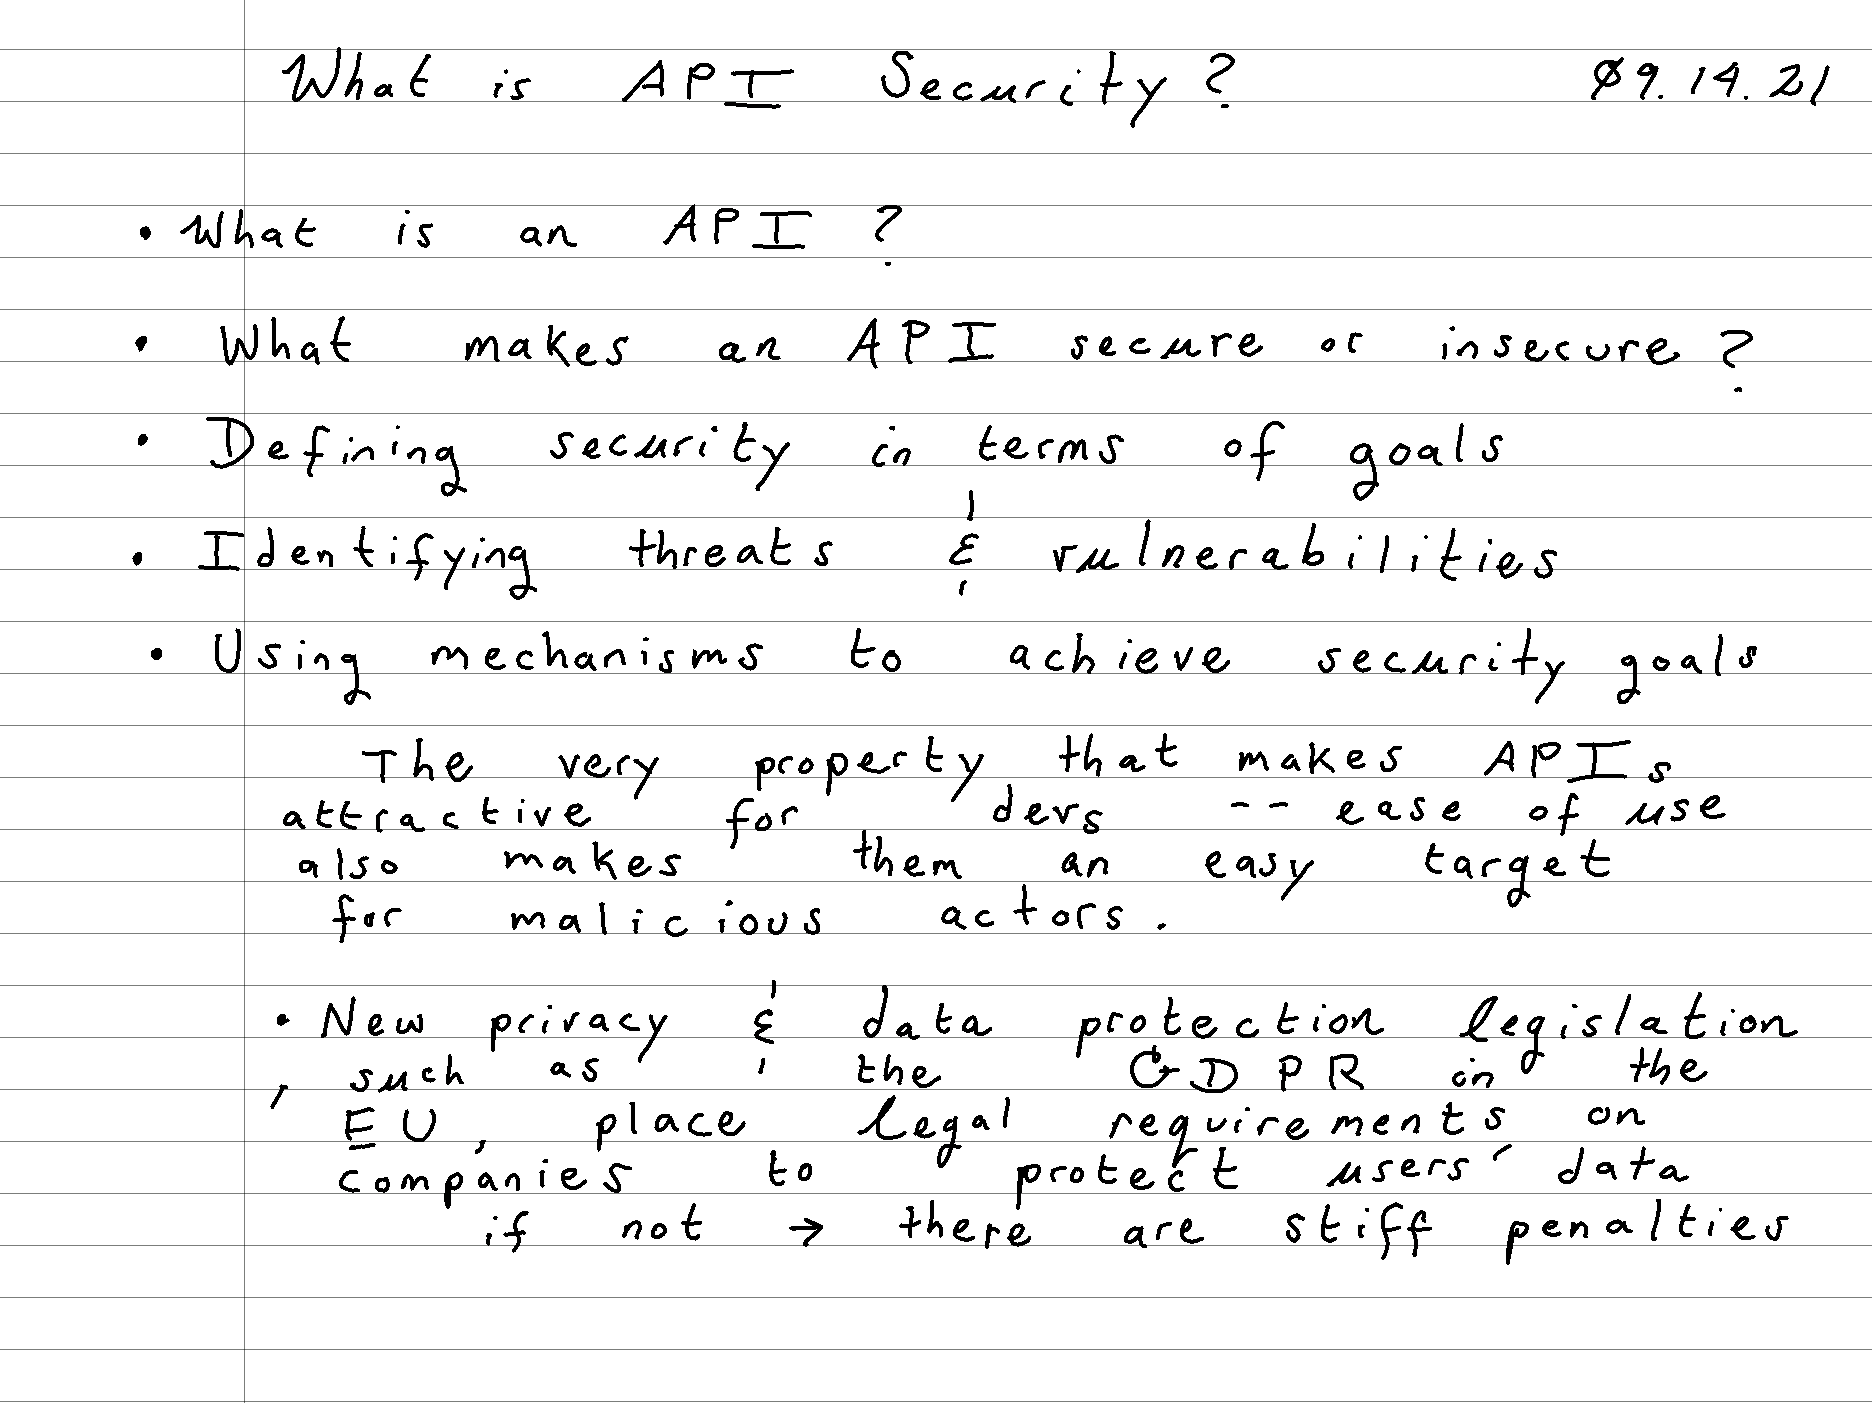 What is API Security? 09.14.21
• What is an API ?
• What makes an API secure or insecure ?
• Defining security in terms of goals
• Identifying threats & vulnerabilities
• Using mechanisms to achieve security goals
The very property that makes APIs
attractive for devs -- ease of use
also makes them an easy target
for malicious actors.
• New privacy & data protection legislation
, such as the GDPR in the
EU, place legal requirements on
companies to protect users' data
if not → there are stiff penalties